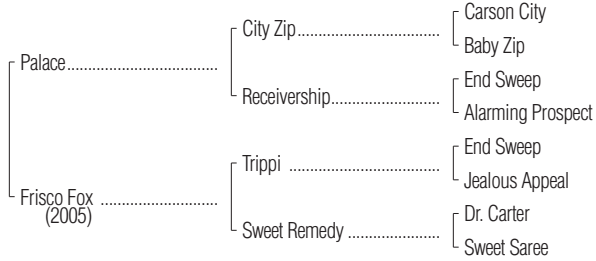 Carson City
City Zip
Baby Zip
Palace
End Sweep
Receivership
Alarming Prospect
End Sweep
Trippi
Jealous Appeal
Frisco Fox
(2005)
Dr. Carter
Sweet Remedy
Sweet Saree